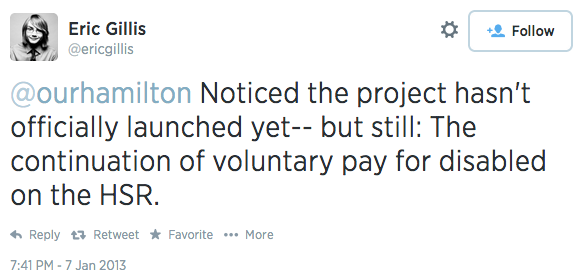 Eric Gillis
@ericgillis
Follow
@ourhamilton Noticed the project hasn't
officially launched yet-- but still: The
continuation of voluntary pay for disabled
on the HSR.
Reply Retweet Favorite More
7:41 PM - 7 Jan 2013